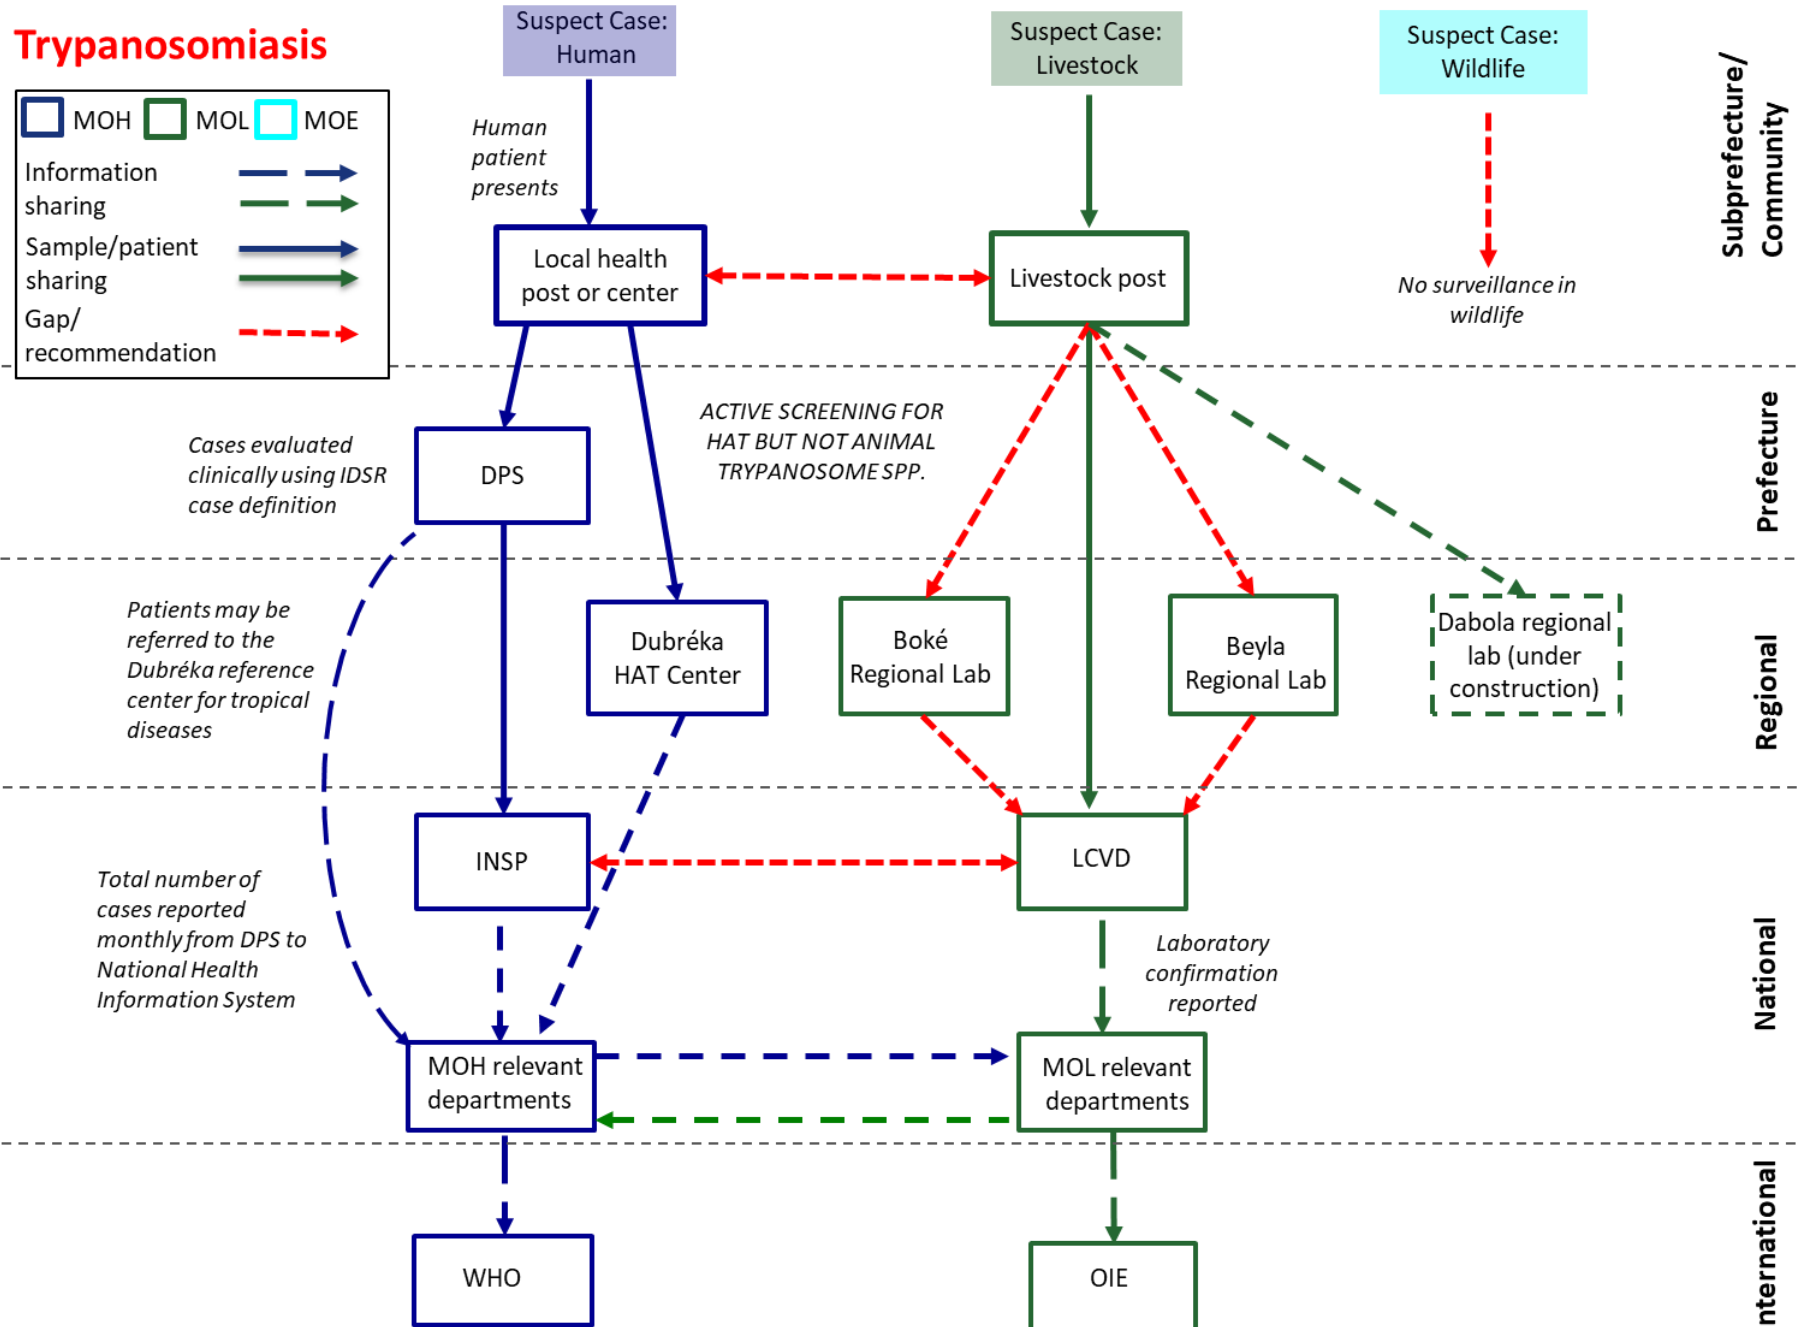 Trypanosomiasis
MOH
MOL
MOE
Information
sharing
Sample/patient
sharing
Gap/
recommendation
Suspect Case:
Human
Suspect Case:
Livestock
Suspect Case:
Wildlife
Subprefecture/
Community
Human
patient
presents
Local health
post or center
Livestock post
No surveillance in
wildlife
Prefecture
Cases evaluated
clinically using IDSR
case definition
DPS
ACTIVE SCREENING FOR
HAT BUT NOT ANIMAL
TRYPANOSOME SPP.
Regional
Patients may be
referred to the
Dubréka reference
center for tropical
diseases
Dubréka
HAT Center
Boké
Regional Lab
Beyla
Regional Lab
Dabola regional
lab (under
construction)
National
INSP
LCVD
Total number of
cases reported
monthly from DPS to
National Health
Information System
Laboratory
confirmation
reported
MOH relevant
departments
MOL relevant
departments
nternational
WHO
OIE